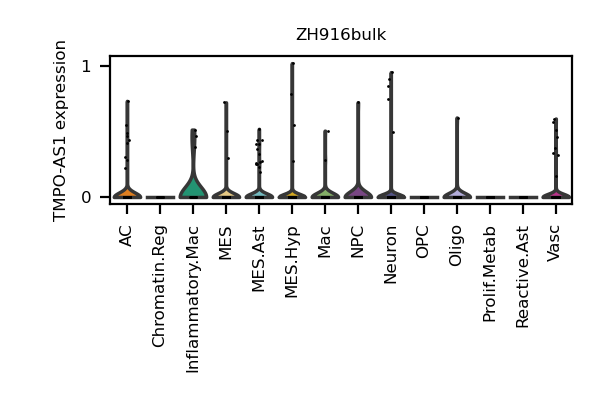 ZH916bulk
TMPO-AS1 expression
1
0
AC
Chromatin.Reg
Inflammatory.Mac
MES
MES.Ast
MES.Hyp
Mac
NPC
Neuron
OPC
Oligo
Prolif.Metab
Reactive.Ast
Vasc